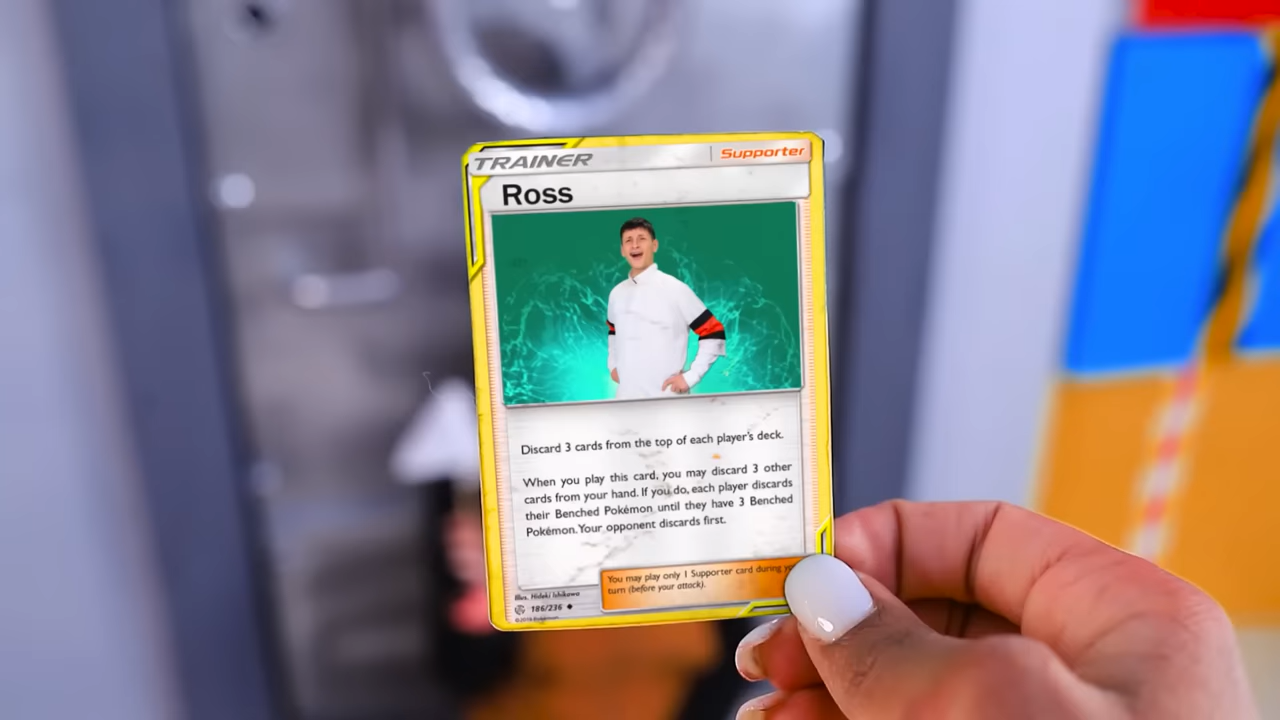 TRAINER
Supporter
Ross
Discard 3 cards from the top of each player's deck.
When you play this card, you may discard 3 other
cards from your hand. If you do, each player discards
their Benched Pokémon until they have 3 Benched
Pokémon. Your opponent discards first.
You may play only 1 Supporter card during
turn (before your attack).
Illus. Hideki Ishikawa
186/236